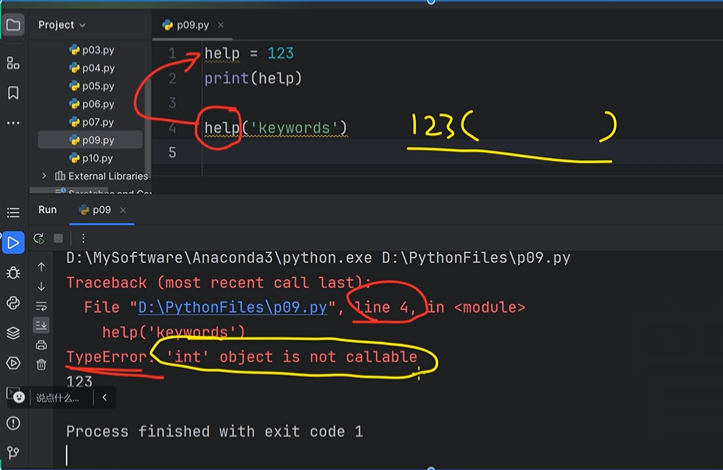 Project
p09.py
p03.py
p04.py
p05.py
p06.py
p07.py
p09.py
p10.py
External Libraries
1 help = 123
2 print(help)
3
4 help('keywords')
5
123( )
Run p09
D:\MySoftware\Anaconda3\python.exe D:\PythonFiles\p09.py
Traceback (most recent call last):
File "D:\PythonFiles\p09.py", line 4, in <module>
help('keywords')
TypeError: 'int' object is not callable
123
说点什么...
Process finished with exit code 1